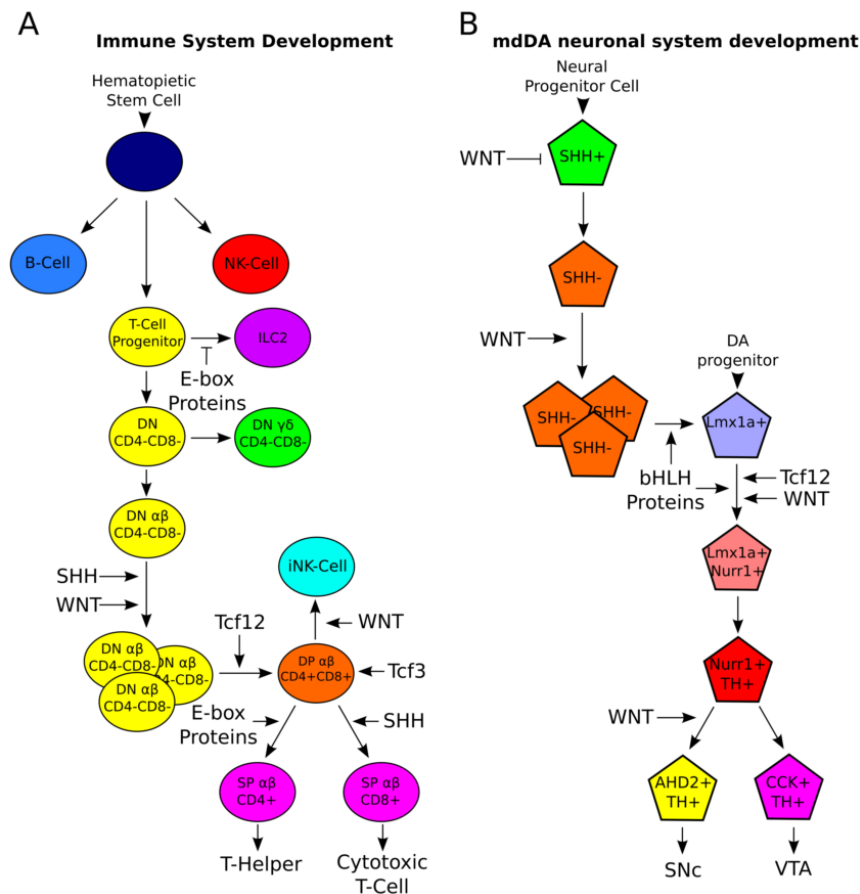 A
Immune System Development
Hematopietic
Stem Cell
B-Cell
NK-Cell
T-Cell
Progenitor
ILC2
E-box
Proteins
DN
CD4-CD8-
DN γδ
CD4-CD8-
DN αβ
CD4-CD8-
SHH
WNT
iNK-Cell
Tcf12
WNT
DN αβ
CD4-CD8-
DN αβ
4-CD8-
DN αβ
CD4-CD8-
DP αβ
CD4+CD8+
Tcf3
E-box
Proteins
SHH
SP αβ
CD4+
SP αβ
CD8+
T-Helper
Cytotoxic
T-Cell
B
mdDA neuronal system development
Neural
Progenitor Cell
WNT
SHH+
SHH-
WNT
DA
progenitor
SHH-
SHH-
SHH-
Lmx1a+
bHLH
Proteins
Tcf12
WNT
Lmx1a+
Nurr1+
Nurr1+
TH+
WNT
AHD2+
TH+
CCK+
TH+
SNc
VTA